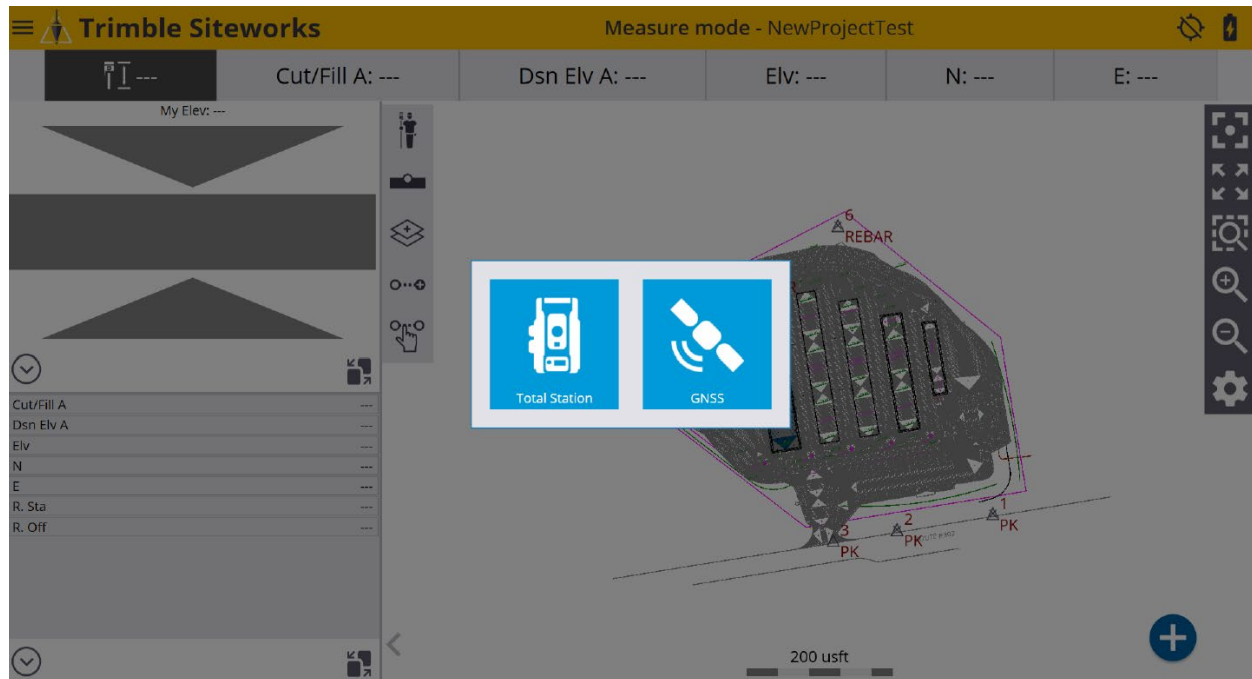 Trimble Siteworks
Measure mode - NewProjectTest
---
Cut/Fill A: ---
Dsn Elv A: ---
Elv: ---
N: ---
E: ---
My Elev: ---
6
REBAR
Total Station
GNSS
Cut/Fill A ---
Dsn Elv A ---
Elv ---
N ---
E ---
R. Sta ---
R. Off ---
1
PK
2
PK
3
PK
200 usft